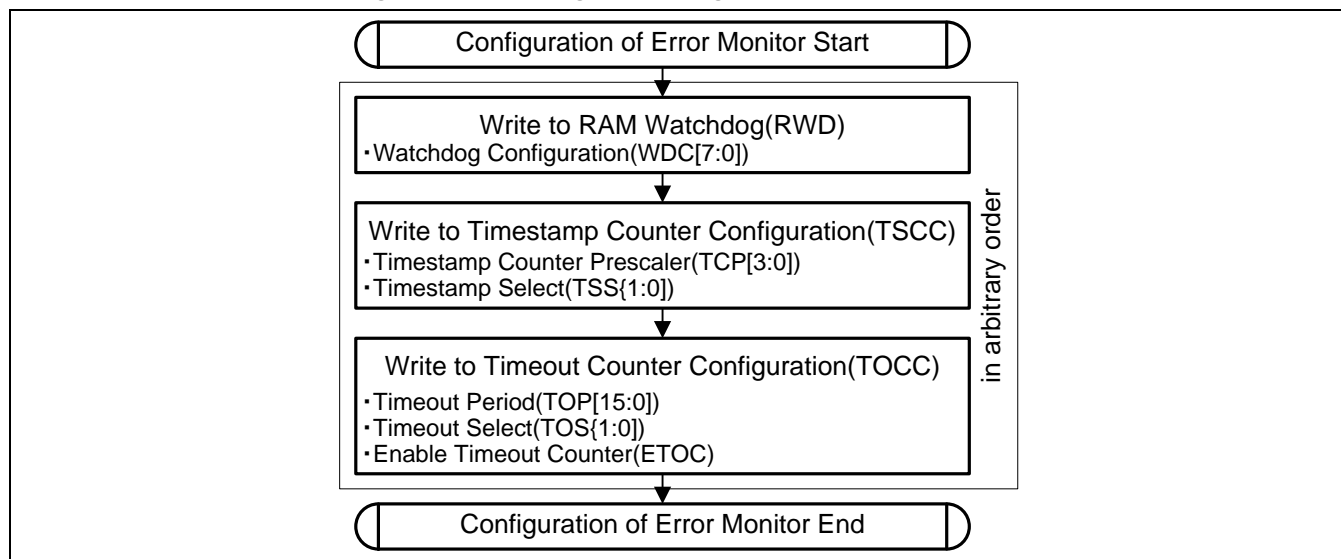 Configuration of Error Monitor Start
Write to RAM Watchdog(RWD)
・Watchdog Configuration(WDC[7:0])
Write to Timestamp Counter Configuration(TSCC)
・Timestamp Counter Prescaler(TCP[3:0])
・Timestamp Select(TSS{1:0])
Write to Timeout Counter Configuration(TOCC)
・Timeout Period(TOP[15:0])
・Timeout Select(TOS{1:0])
・Enable Timeout Counter(ETOC)
in arbitrary order
Configuration of Error Monitor End